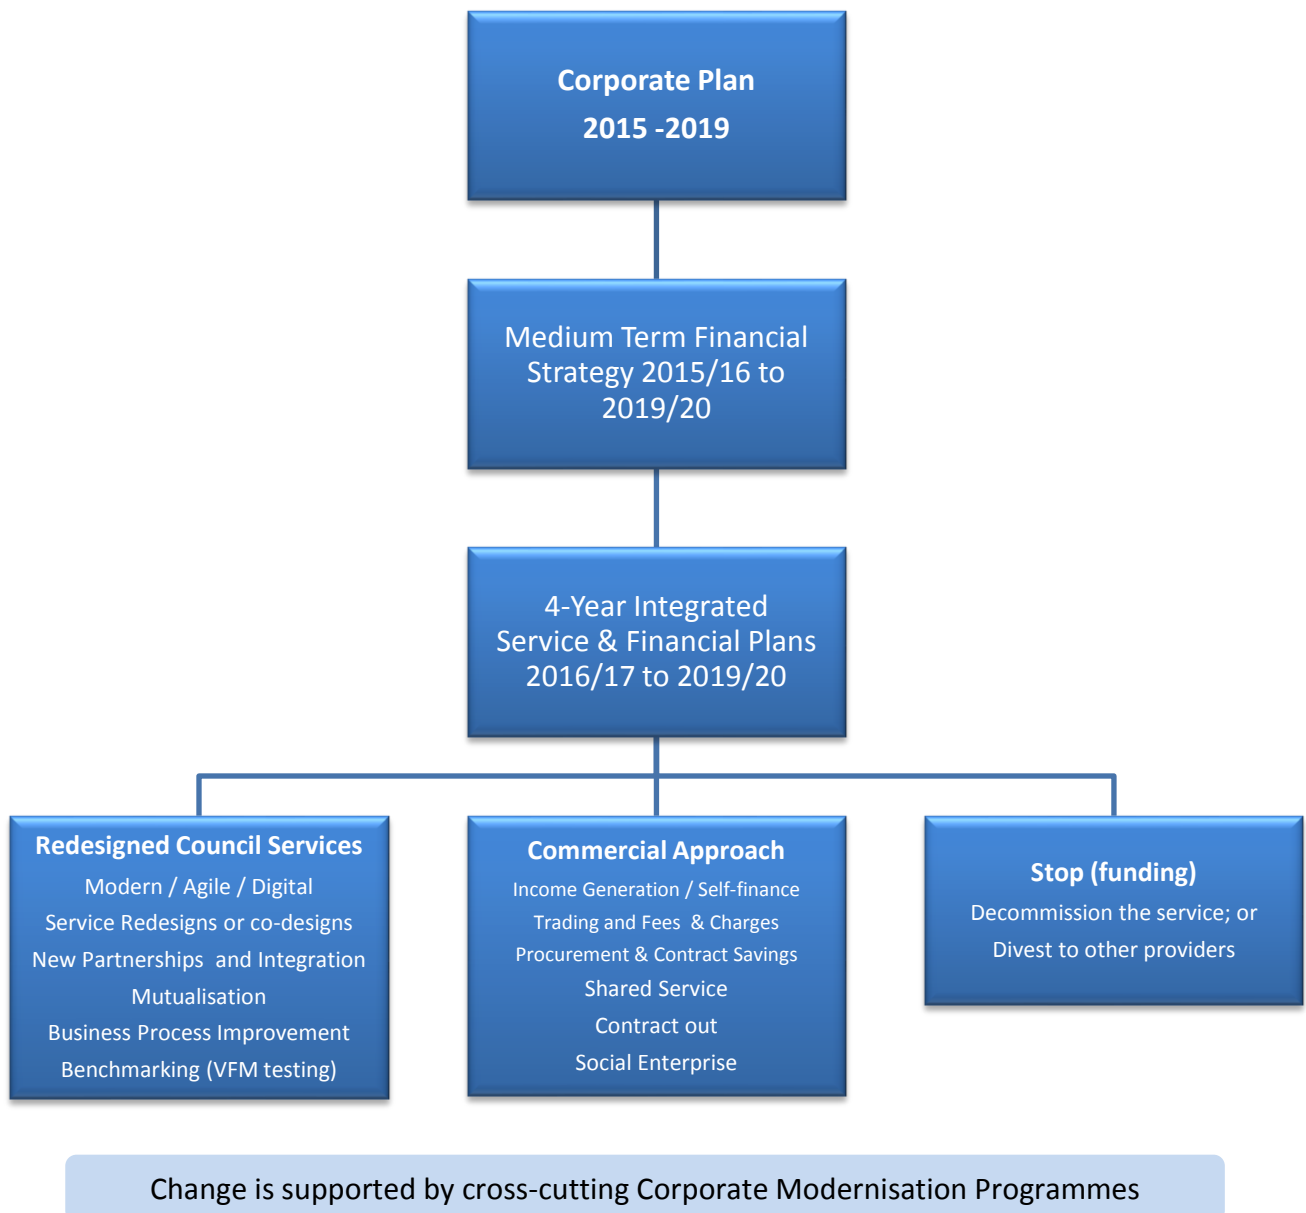 Corporate Plan
2015 -2019
Medium Term Financial
Strategy 2015/16 to
2019/20
4-Year Integrated
Service & Financial Plans
2016/17 to 2019/20
Redesigned Council Services
Modern / Agile / Digital
Service Redesigns or co-designs
New Partnerships and Integration
Mutualisation
Business Process Improvement
Benchmarking (VFM testing)
Commercial Approach
Income Generation / Self-finance
Trading and Fees & Charges
Procurement & Contract Savings
Shared Service
Contract out
Social Enterprise
Stop (funding)
Decommission the service; or
Divest to other providers
Change is supported by cross-cutting Corporate Modernisation Programmes